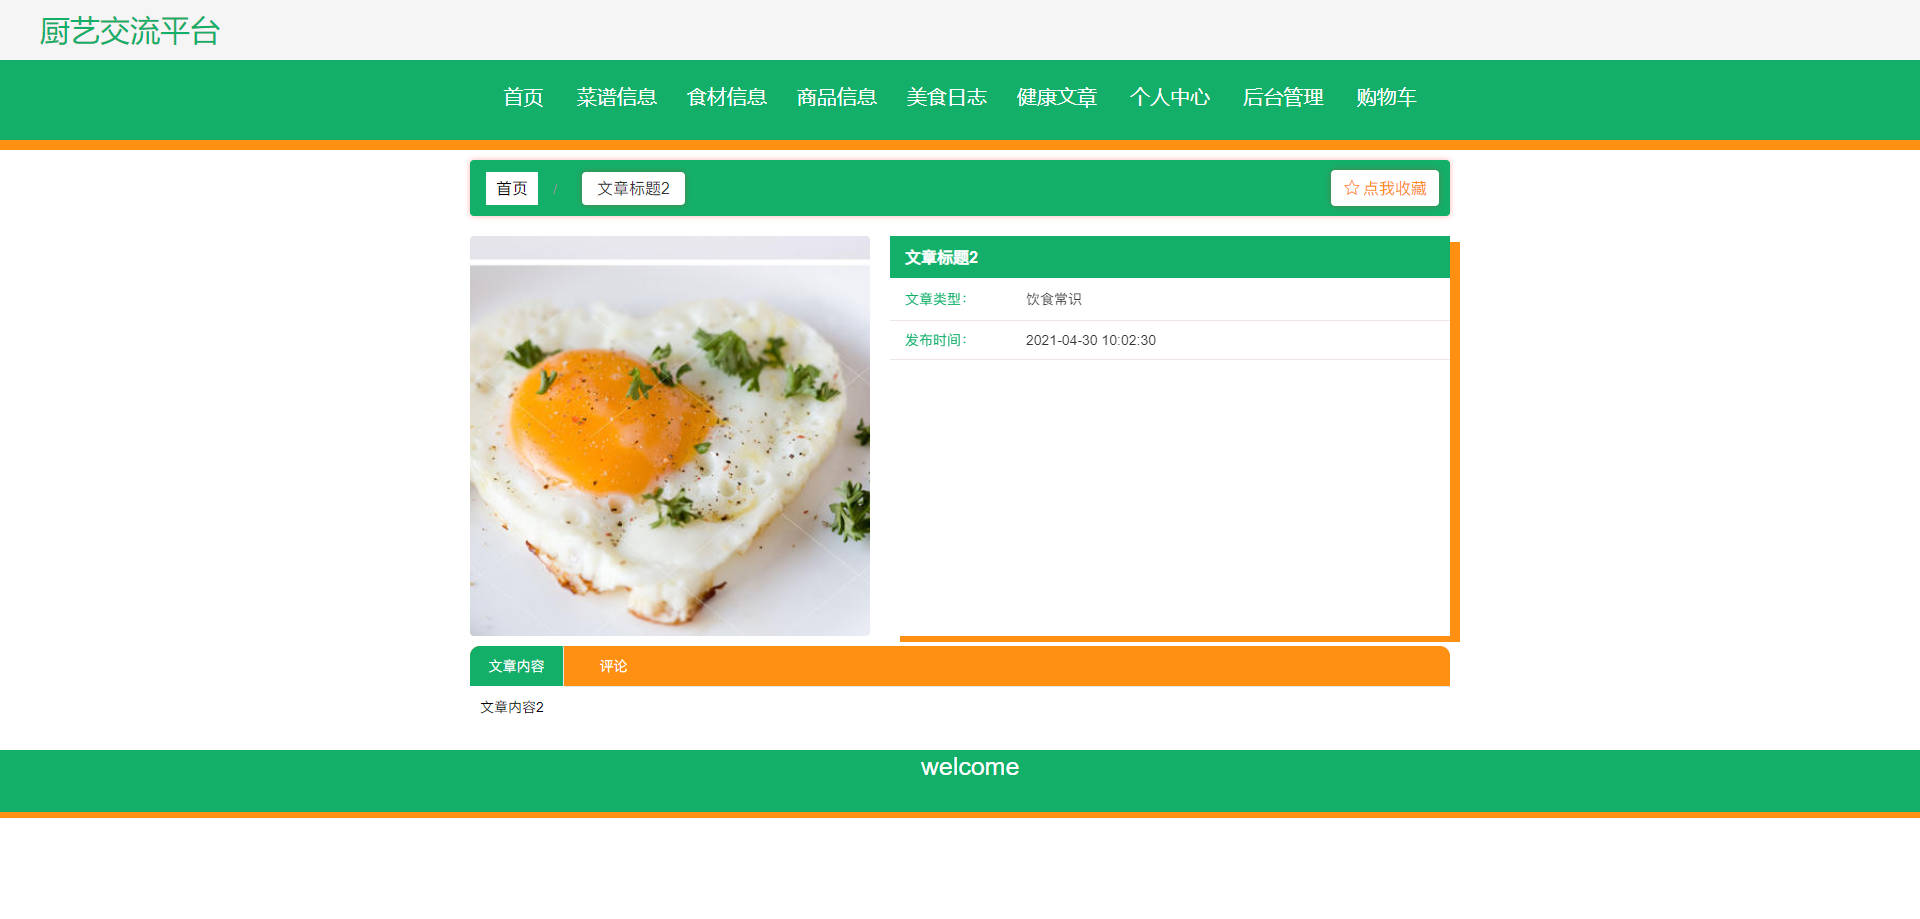 厨艺交流平台
首页 菜谱信息 食材信息 商品信息 美食日志 健康文章 个人中心 后台管理 购物车
首页 / 文章标题2 ☆ 点我收藏
文章标题2
文章类型： 饮食常识
发布时间： 2021-04-30 10:02:30
文章内容 评论
文章内容2
welcome